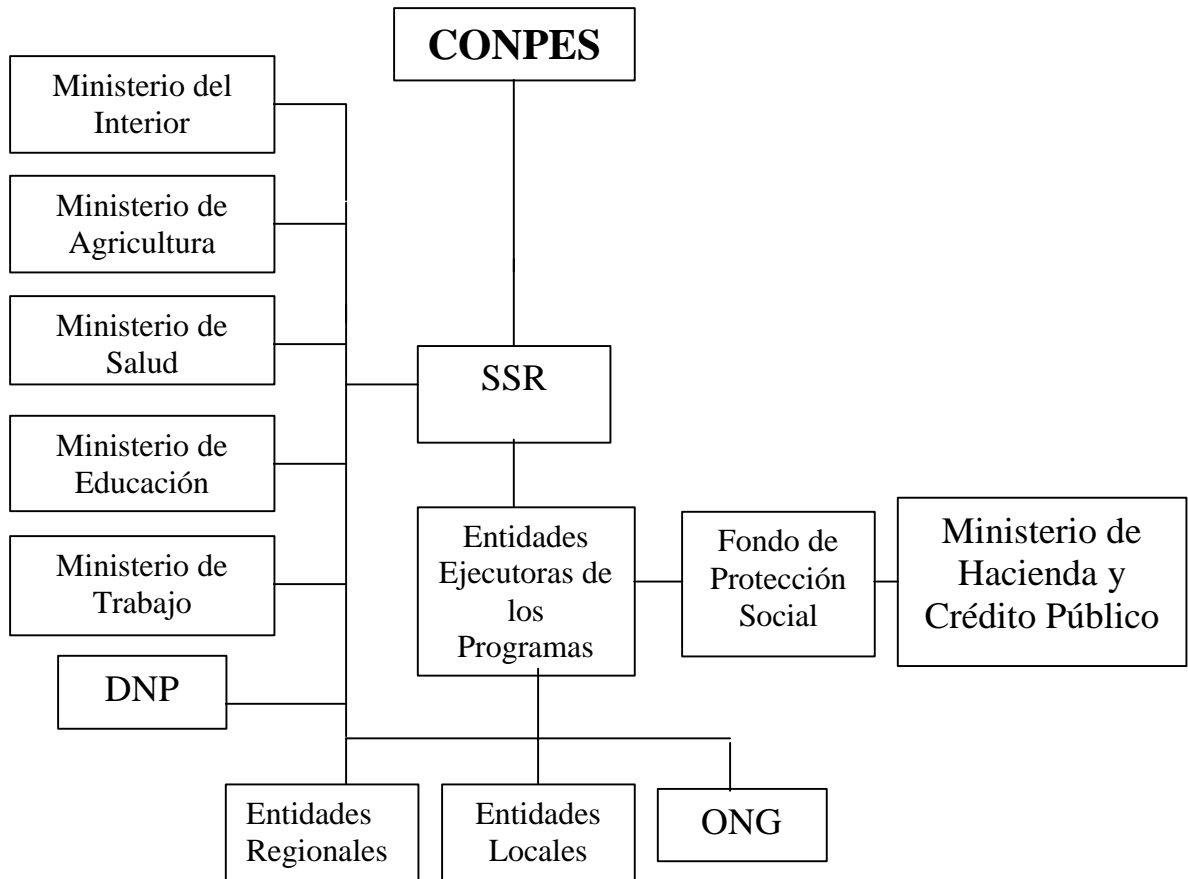 CONPES
Ministerio del
Interior
Ministerio de
Agricultura
Ministerio de
Salud
SSR
Ministerio de
Educación
Ministerio de
Trabajo
Entidades
Ejecutoras de
los
Programas
Fondo de
Protección
Social
Ministerio de
Hacienda y
Crédito Público
DNP
Entidades
Regionales
Entidades
Locales
ONG